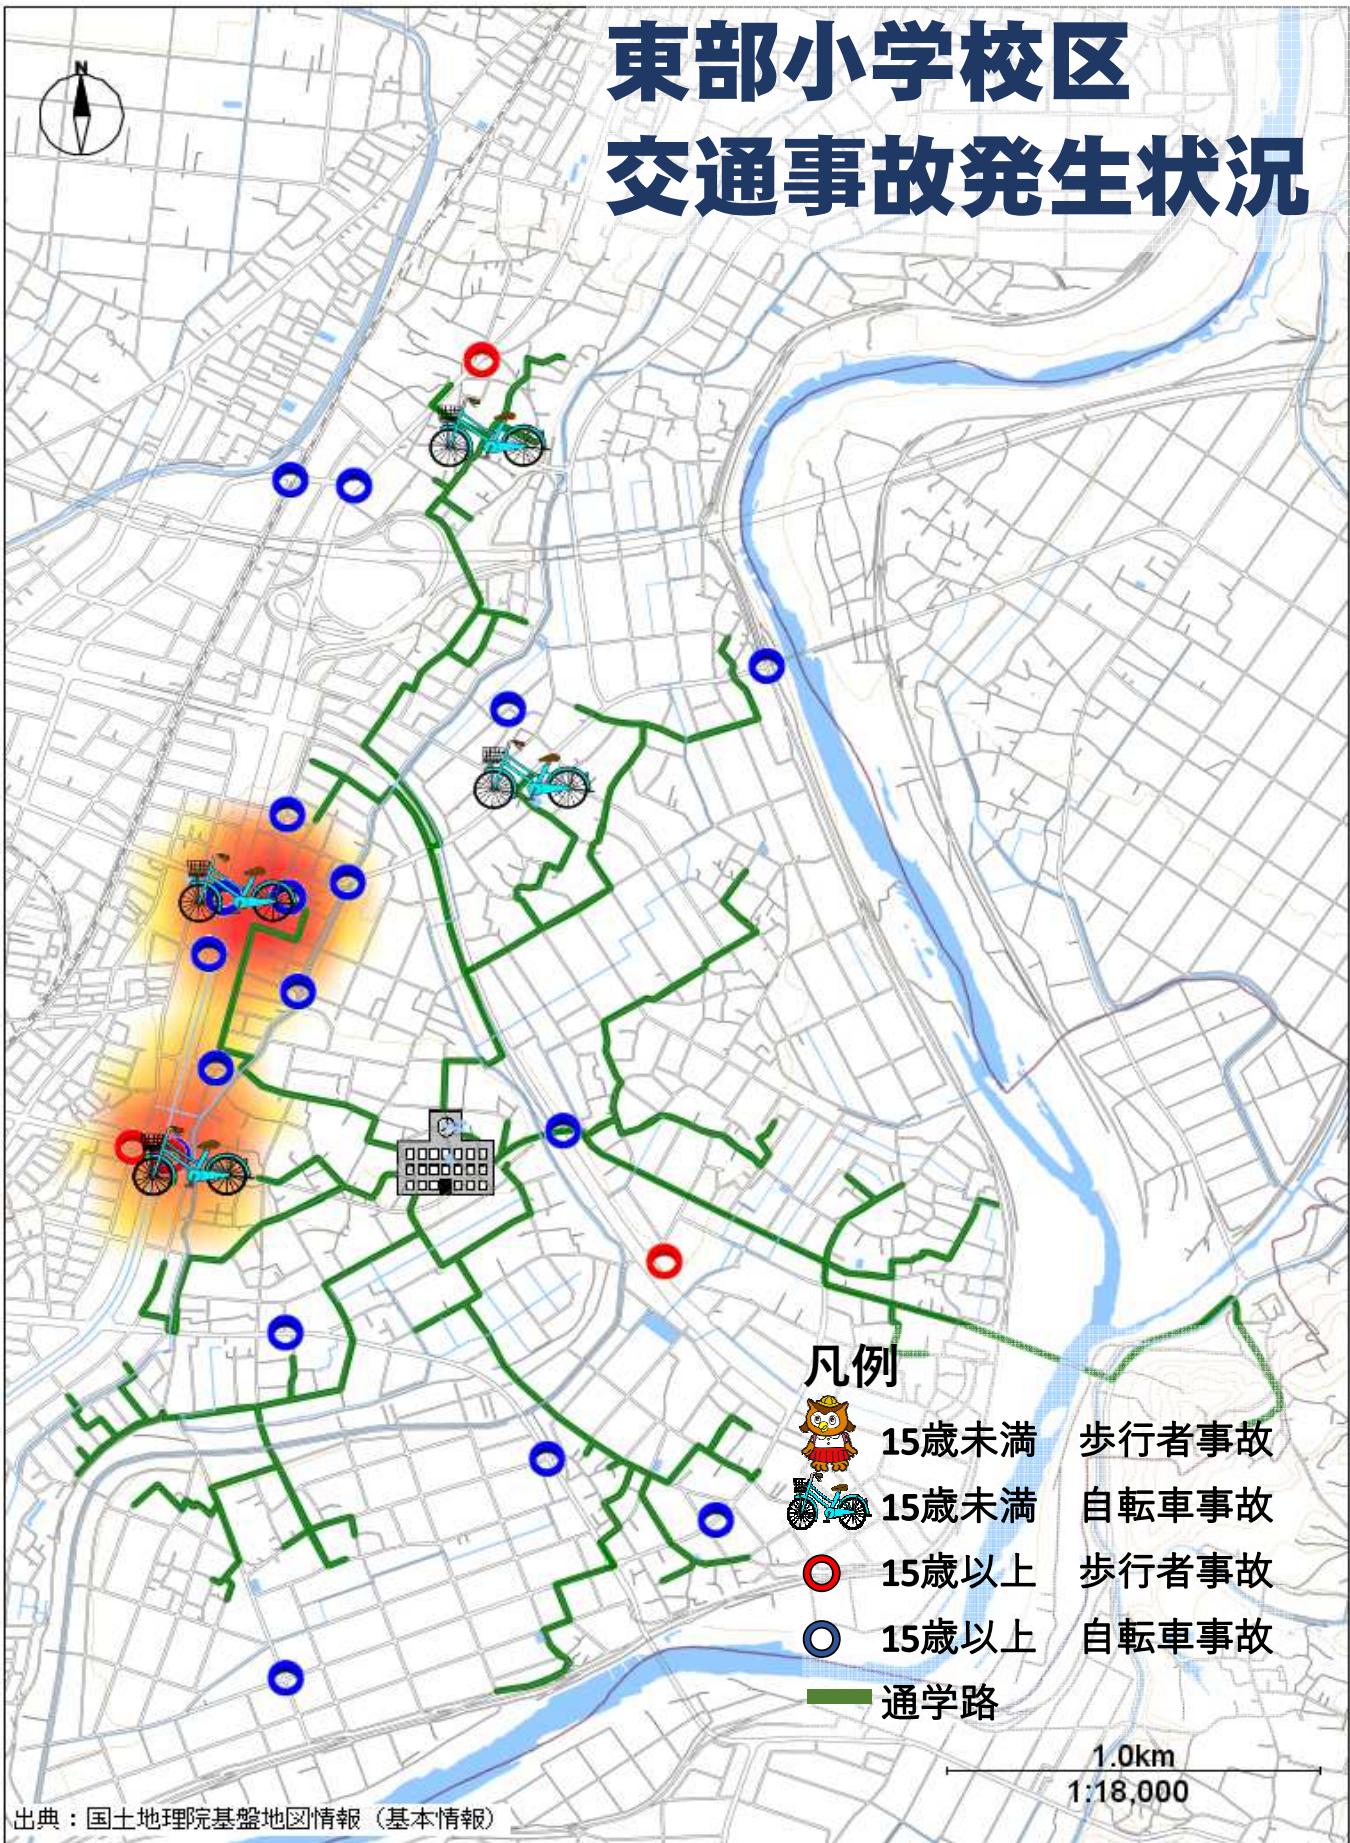 東部小学校区
交通事故発生状況
N
凡例
15歳未満　歩行者事故
15歳未満　自転車事故
15歳以上　歩行者事故
15歳以上　自転車事故
通学路
1.0km
1:18,000
出典：国土地理院基盤地図情報（基本情報）